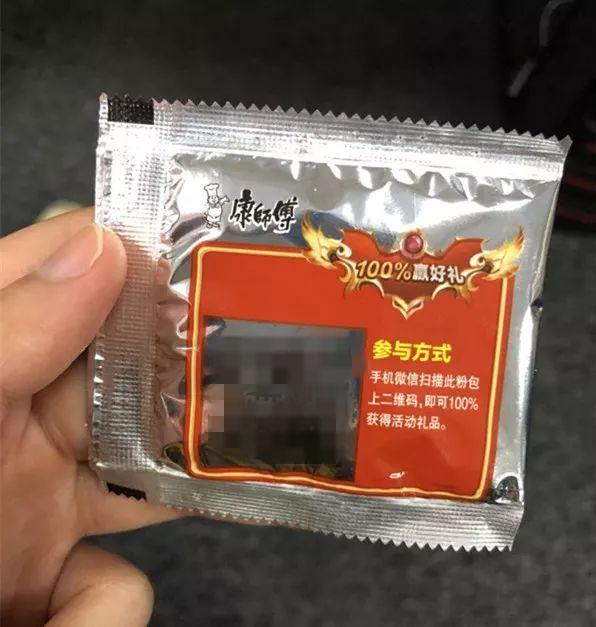 康師傅
100%赢好礼
参与方式
手机微信扫描此粉包
上二维码,即可100%
获得活动礼品。